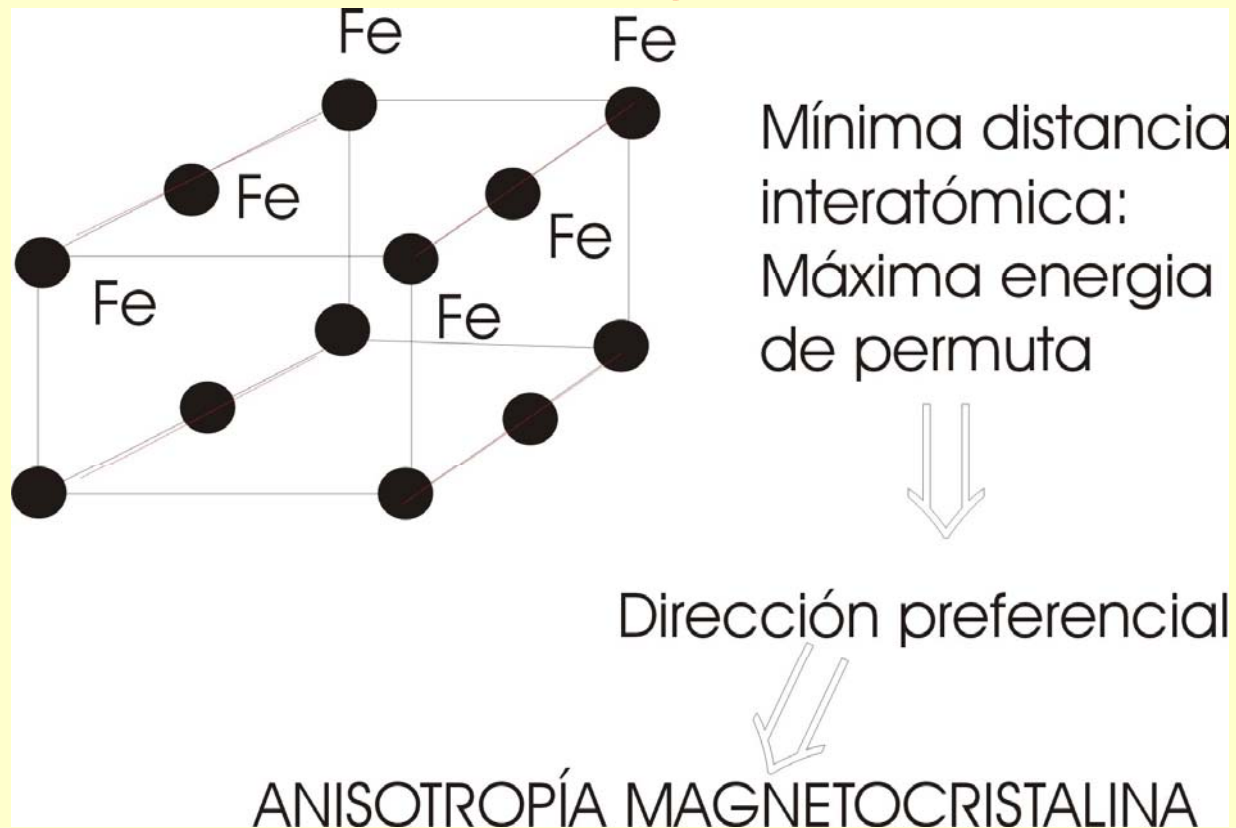 Fe
Fe
Fe
Fe
Fe
Fe
Mínima distancia
interatómica:
Máxima energia
de permuta
Dirección preferencial
ANISOTROPÍA MAGNETOCRISTALINA